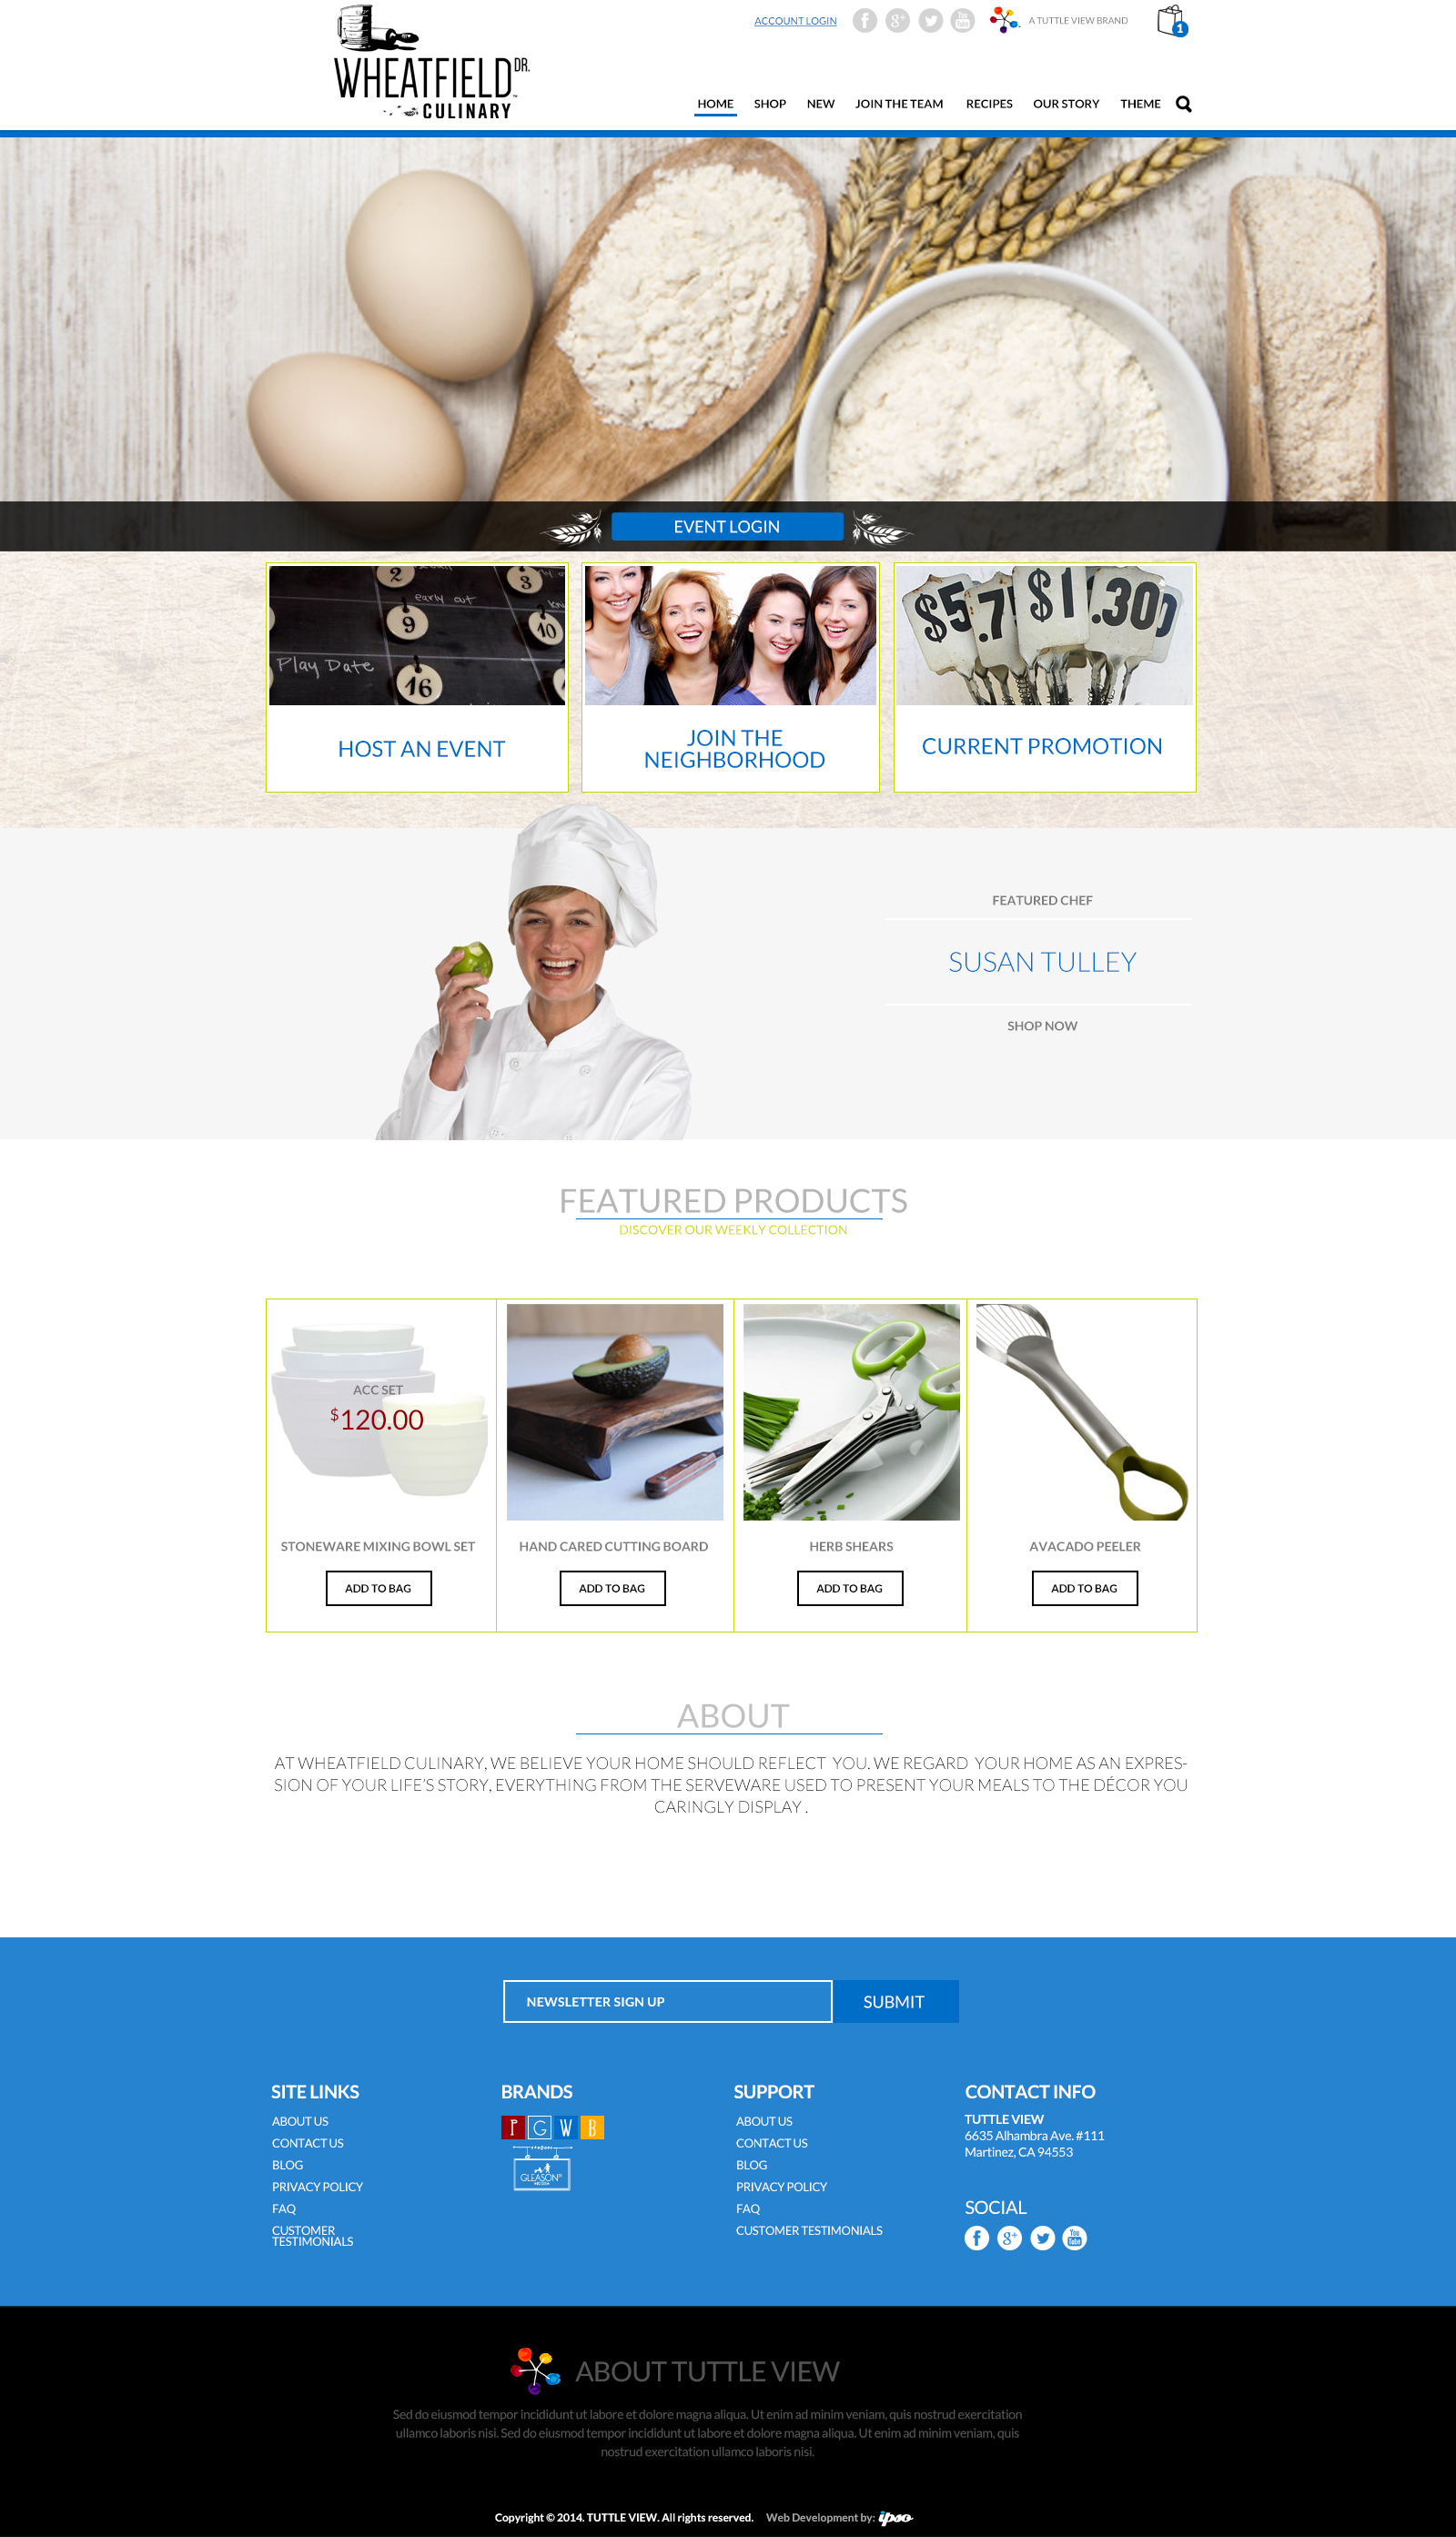 ACCOUNT LOGIN
A TUTTLE VIEW BRAND
1
WHEATFIELD DR.
CULINARY
HOME SHOP NEW JOIN THE TEAM RECIPES OUR STORY THEME
EVENT LOGIN
2
3
early out
9
10
Play Date
16
$5
.7
$1
.30
HOST AN EVENT
JOIN THE
NEIGHBORHOOD
CURRENT PROMOTION
FEATURED CHEF
SUSAN TULLEY
SHOP NOW
FEATURED PRODUCTS
DISCOVER OUR WEEKLY COLLECTION
ACC SET
$120.00
STONEWARE MIXING BOWL SET
HAND CARED CUTTING BOARD
HERB SHEARS
AVACADO PEELER
ADD TO BAG
ADD TO BAG
ADD TO BAG
ADD TO BAG
ABOUT
AT WHEATFIELD CULINARY, WE BELIEVE YOUR HOME SHOULD REFLECT YOU. WE REGARD YOUR HOME AS AN EXPRES-
SION OF YOUR LIFE'S STORY, EVERYTHING FROM THE SERVEWARE USED TO PRESENT YOUR MEALS TO THE DÉCOR YOU
CARINGLY DISPLAY .
NEWSLETTER SIGN UP
SUBMIT
SITE LINKS
ABOUT US
CONTACT US
BLOG
PRIVACY POLICY
FAQ
CUSTOMER
TESTIMONIALS
BRANDS
P G W B
GLEASON
SUPPORT
ABOUT US
CONTACT US
BLOG
PRIVACY POLICY
FAQ
CUSTOMER TESTIMONIALS
CONTACT INFO
TUTTLE VIEW
6635 Alhambra Ave. #111
Martinez, CA 94553
SOCIAL
ABOUT TUTTLE VIEW
Sed do eiusmod tempor incididunt ut labore et dolore magna aliqua. Ut enim ad minim veniam, quis nostrud exercitation
ullamco laboris nisi. Sed do eiusmod tempor incididunt ut labore et dolore magna aliqua. Ut enim ad minim veniam, quis
nostrud exercitation ullamco laboris nisi.
Copyright © 2014. TUTTLE VIEW. All rights reserved. Web Development by: